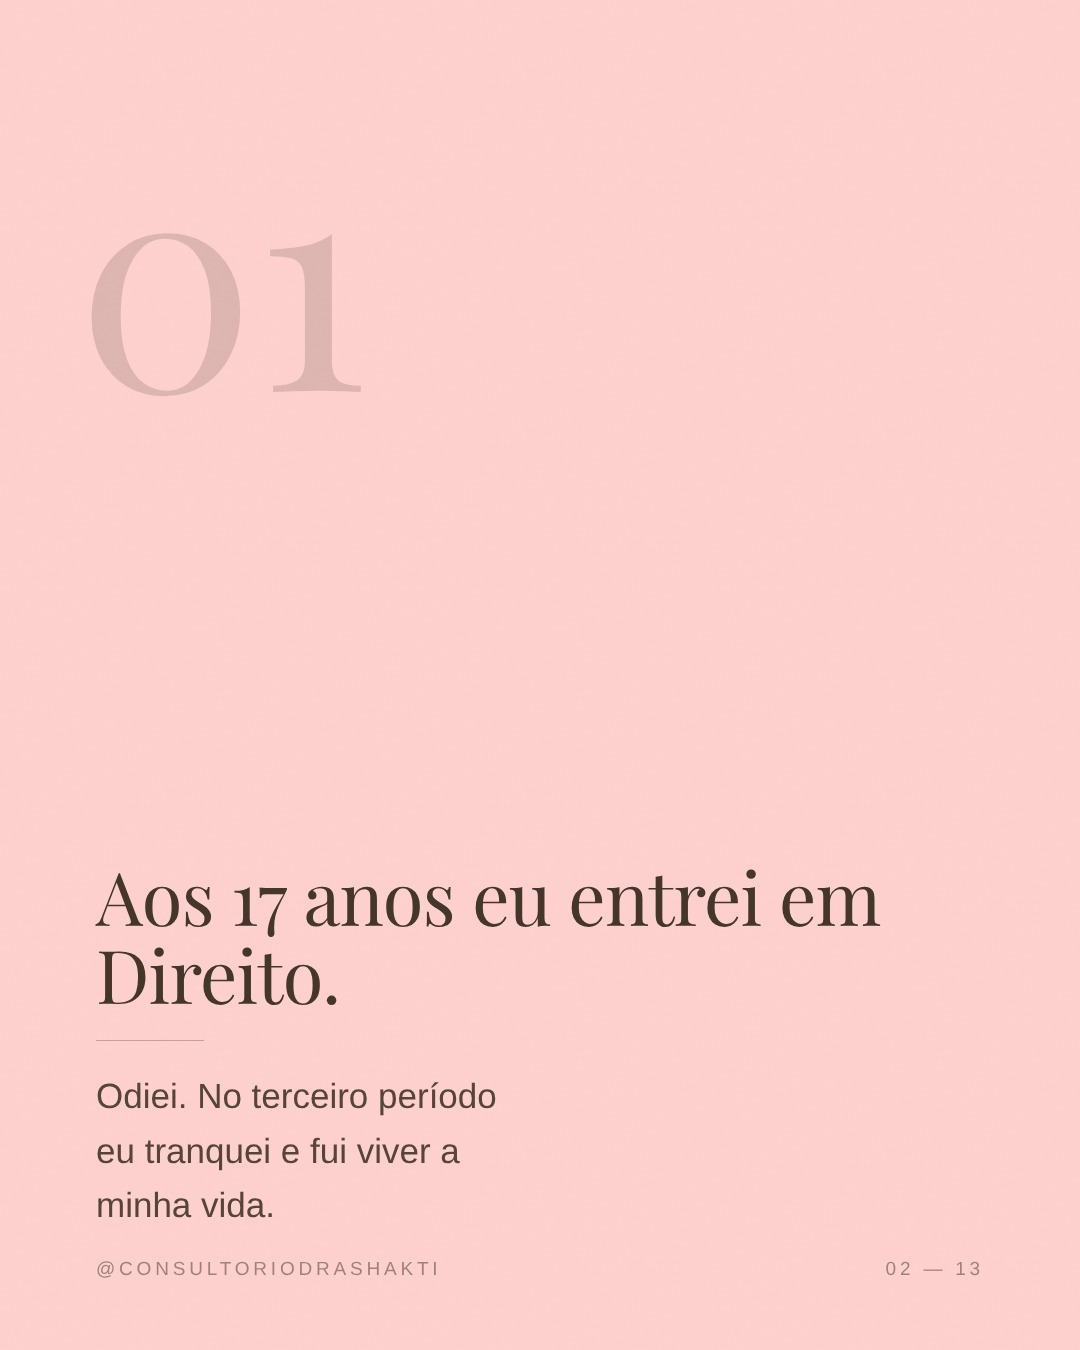 01
Aos 17 anos eu entrei em
Direito.
Odiei. No terceiro período
eu tranquei e fui viver a
minha vida.
@CONSULTORIODRASHAKTI
02 — 13